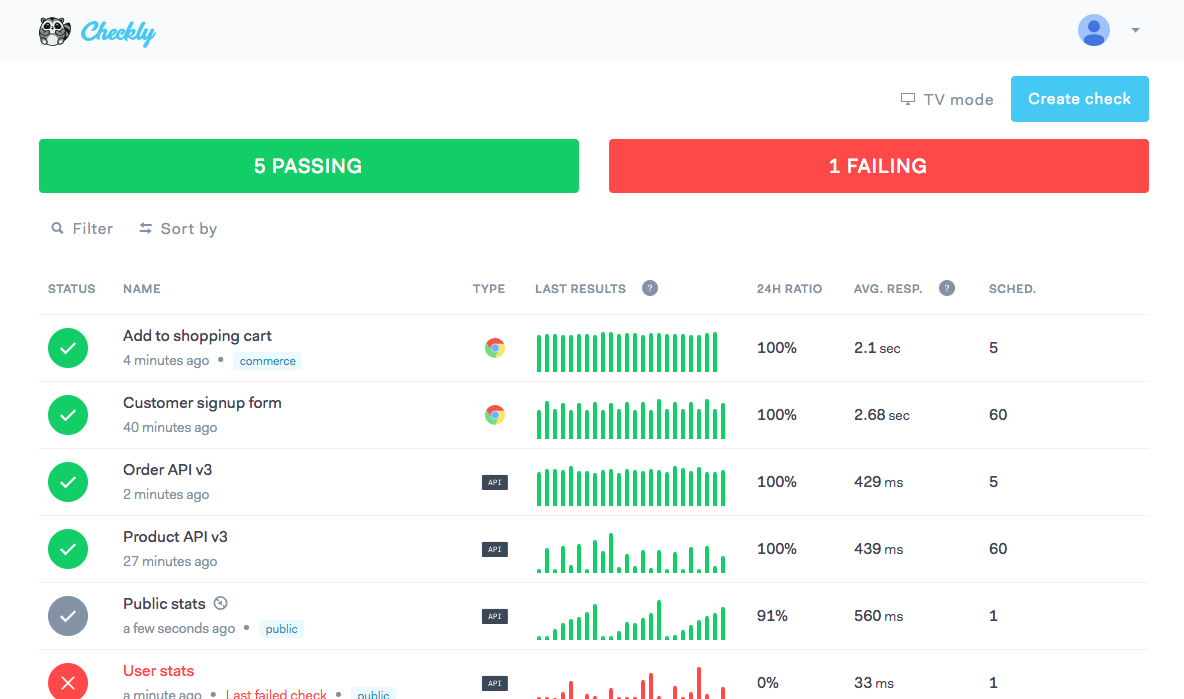 Checkly
TV mode
Create check
5 PASSING
1 FAILING
Filter
Sort by
STATUS NAME TYPE LAST RESULTS ? 24H RATIO AVG. RESP. ? SCHED.
Add to shopping cart
4 minutes ago • commerce
100% 2.1 sec 5
Customer signup form
40 minutes ago
100% 2.68 sec 60
Order API v3
2 minutes ago
API 100% 429 ms 5
Product API v3
27 minutes ago
API 100% 439 ms 60
Public stats
a few seconds ago • public
API 91% 560 ms 1
User stats
a minute ago • Last failed check • public
API 0% 33 ms 1